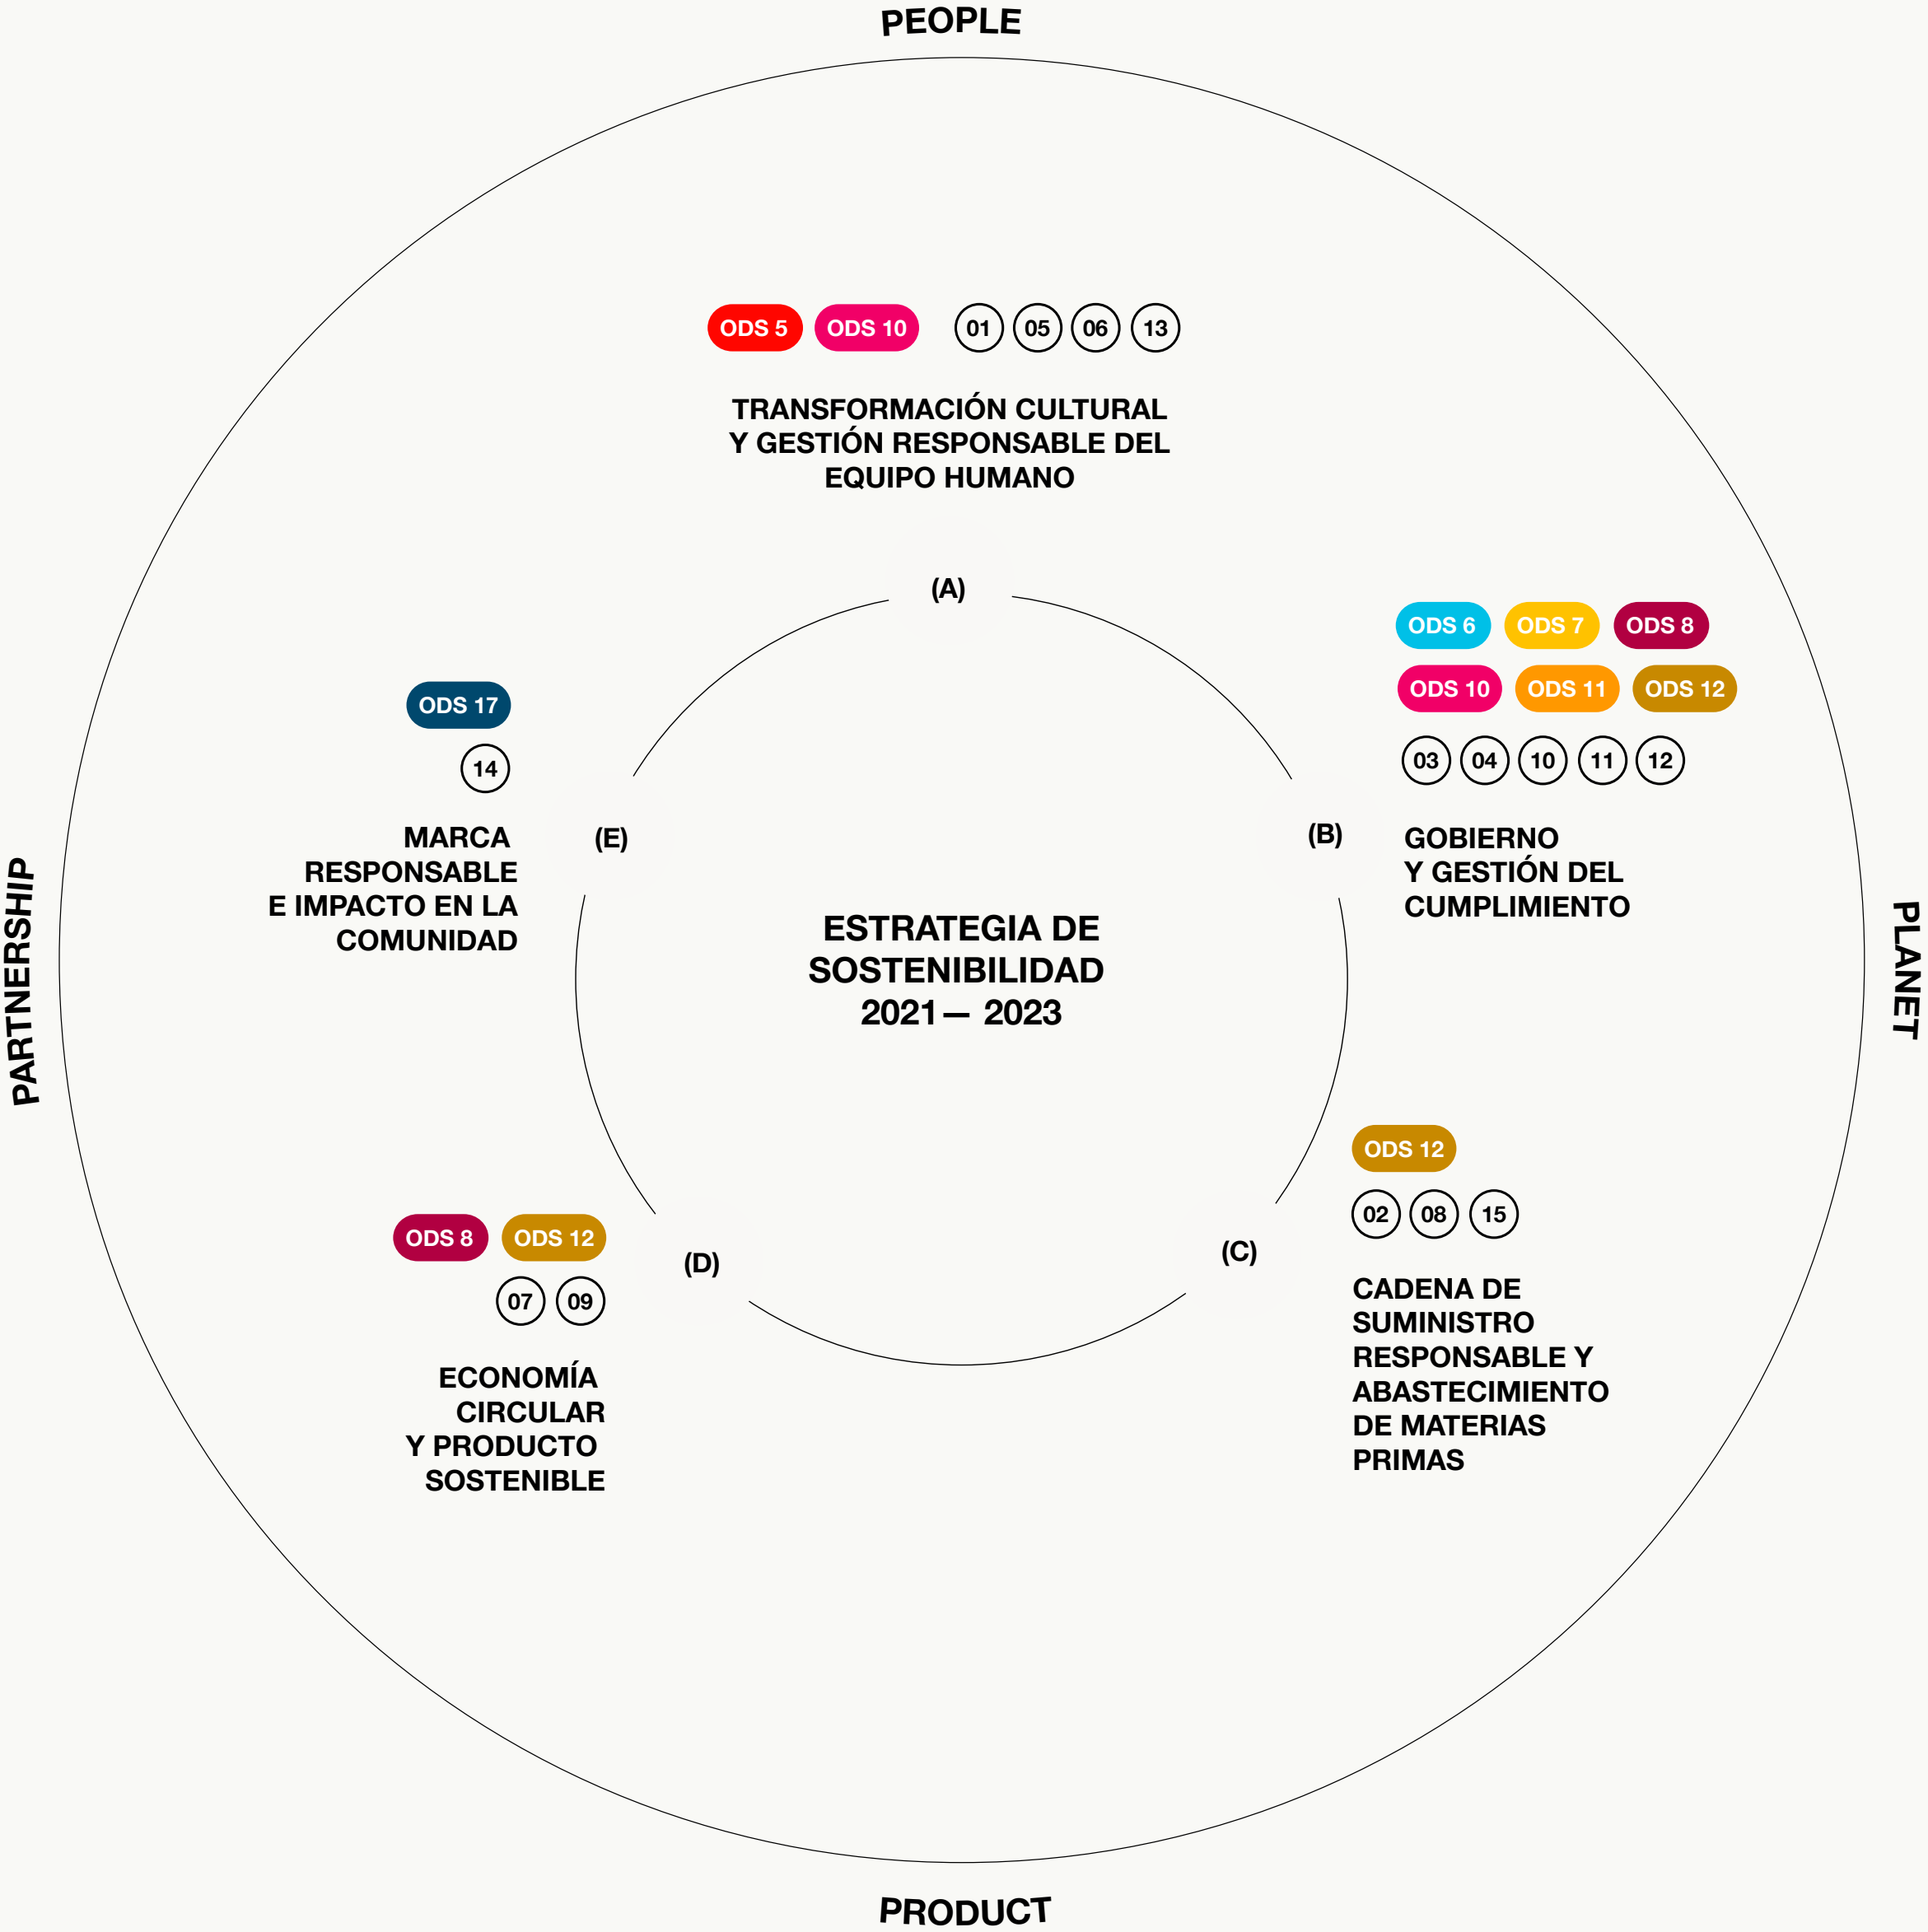 PEOPLE
ODS 5 ODS 10 01 05 06 13
TRANSFORMACIÓN CULTURAL
Y GESTIÓN RESPONSABLE DEL
EQUIPO HUMANO
(A)
ODS 6 ODS 7 ODS 8
ODS 10 ODS 11 ODS 12
03 04 10 11 12
(B)
GOBIERNO
Y GESTIÓN DEL
CUMPLIMIENTO
ODS 17
14
(E)
MARCA
RESPONSABLE
E IMPACTO EN LA
COMUNIDAD
ESTRATEGIA DE
SOSTENIBILIDAD
2021— 2023
PARTNERSHIP
PLANET
ODS 12
02 08 15
(C)
CADENA DE
SUMINISTRO
RESPONSABLE Y
ABASTECIMIENTO
DE MATERIAS
PRIMAS
ODS 8 ODS 12
07 09
(D)
ECONOMÍA
CIRCULAR
Y PRODUCTO
SOSTENIBLE
PRODUCT